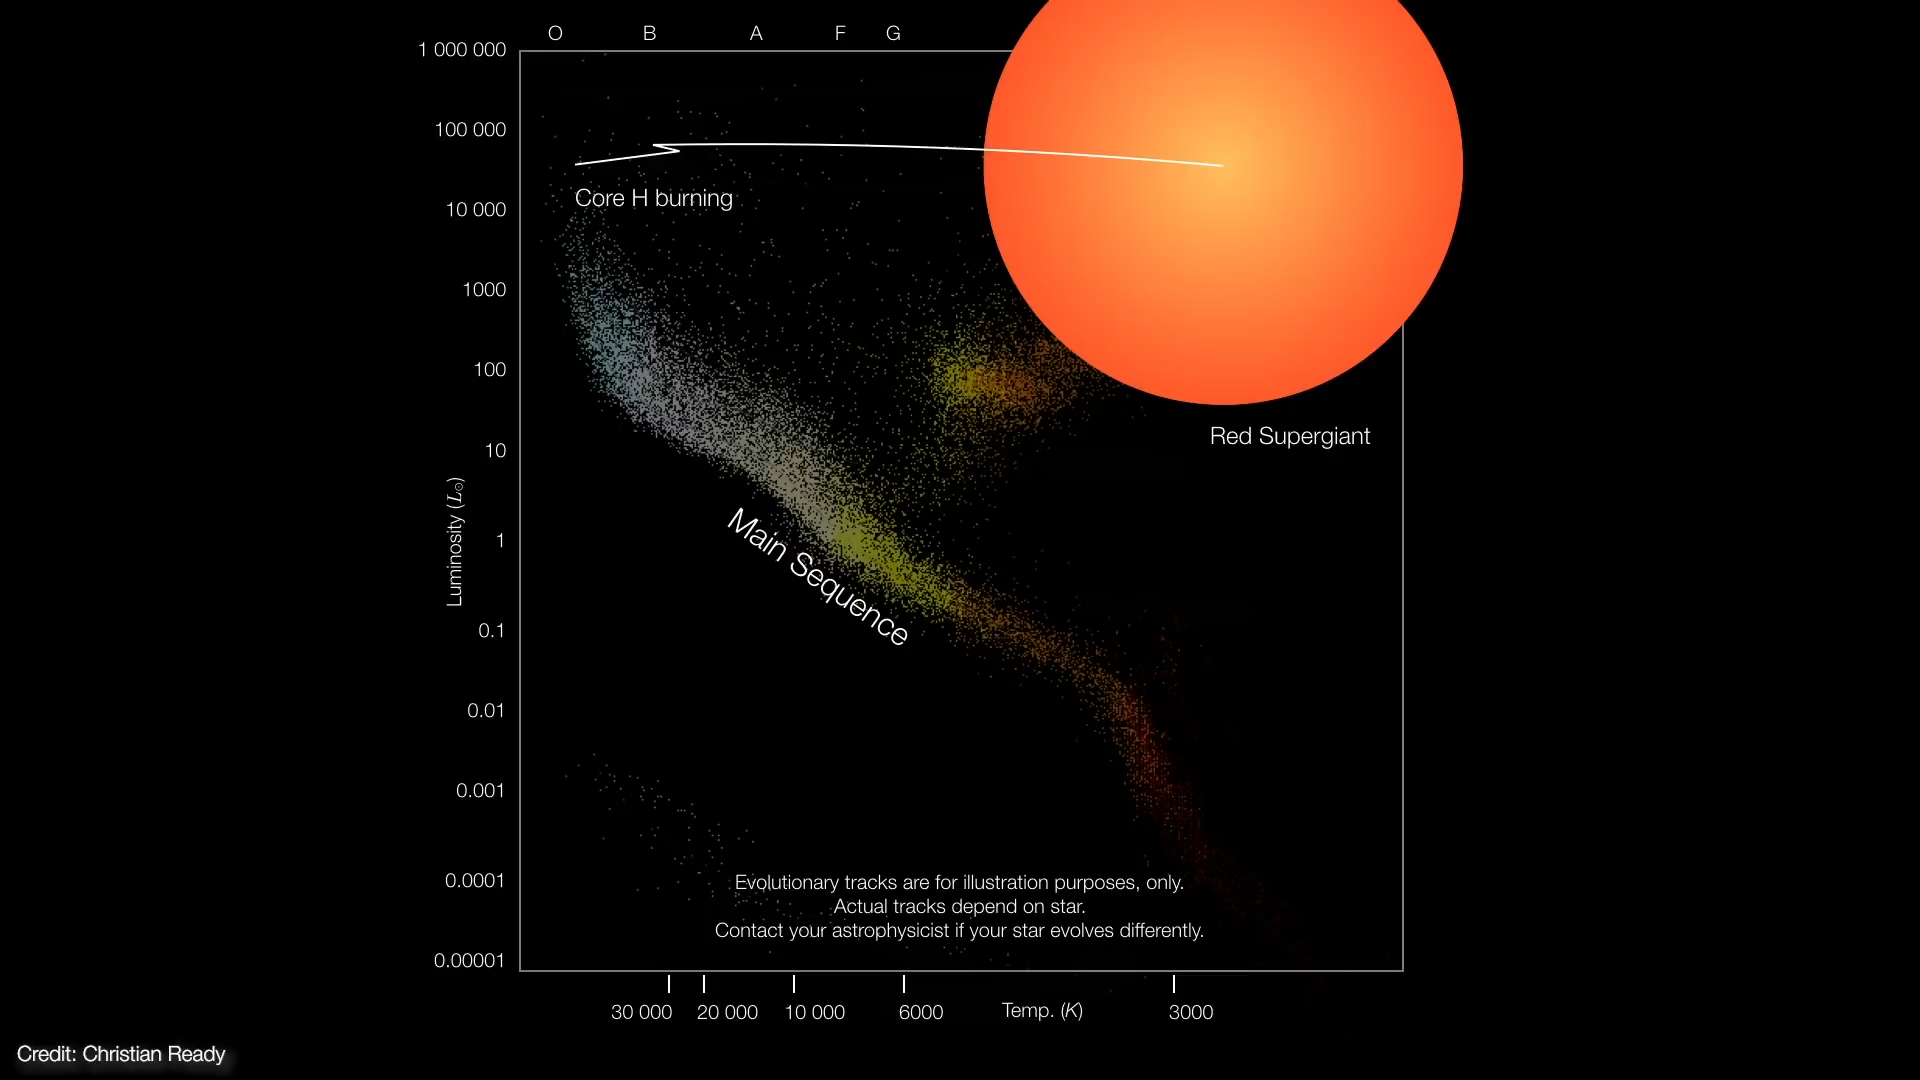 O B A F G
1 000 000
100 000
Core H burning
10 000
1000
100
Red Supergiant
10
Luminosity (L☉)
1
Main Sequence
0.1
0.01
0.001
0.0001
Evolutionary tracks are for illustration purposes, only.
Actual tracks depend on star.
Contact your astrophysicist if your star evolves differently.
0.00001
30 000 20 000 10 000 6000 Temp. (K) 3000
Credit: Christian Ready